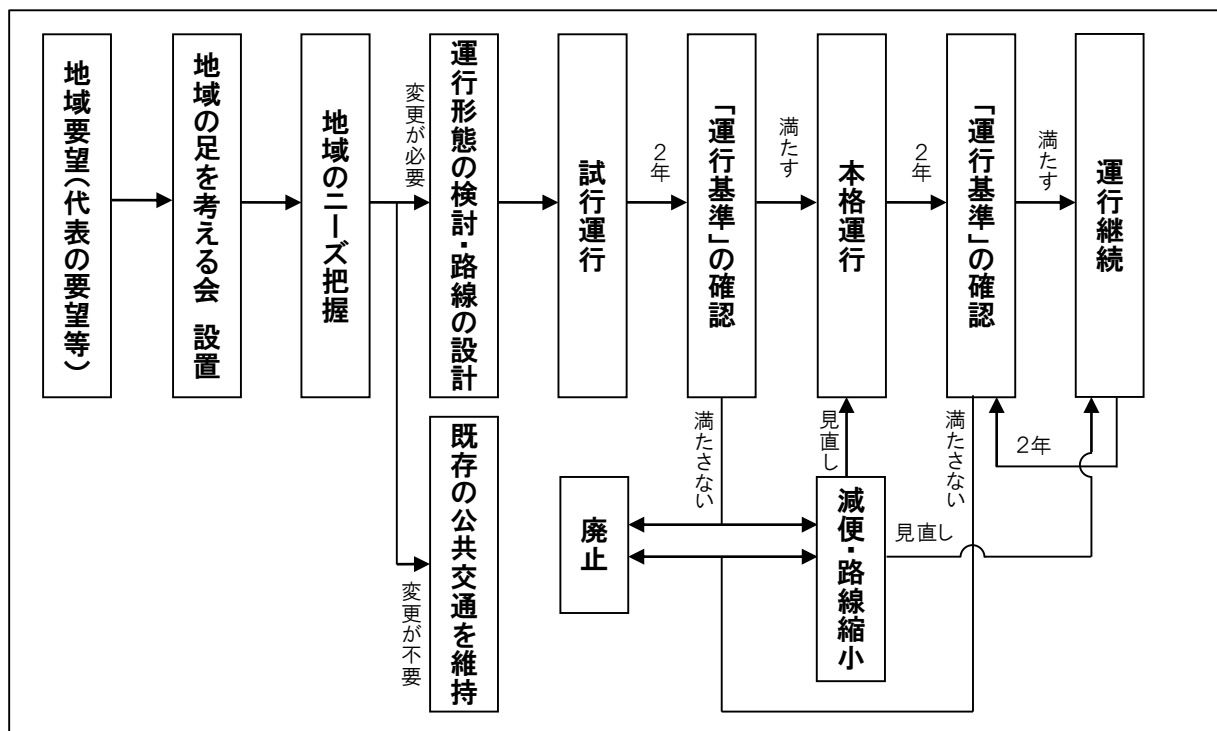 地域要望(代表の要望等)
地域の足を考える会 設置
地域のニーズ把握
変更が必要
運行形態の検討・路線の設計
試行運行
2年
「運行基準」の確認
満たす
本格運行
2年
「運行基準」の確認
満たす
運行継続
変更が不要
既存の公共交通を維持
満たさない
廃止
見直し
減便・路線縮小
見直し
満たさない
2年